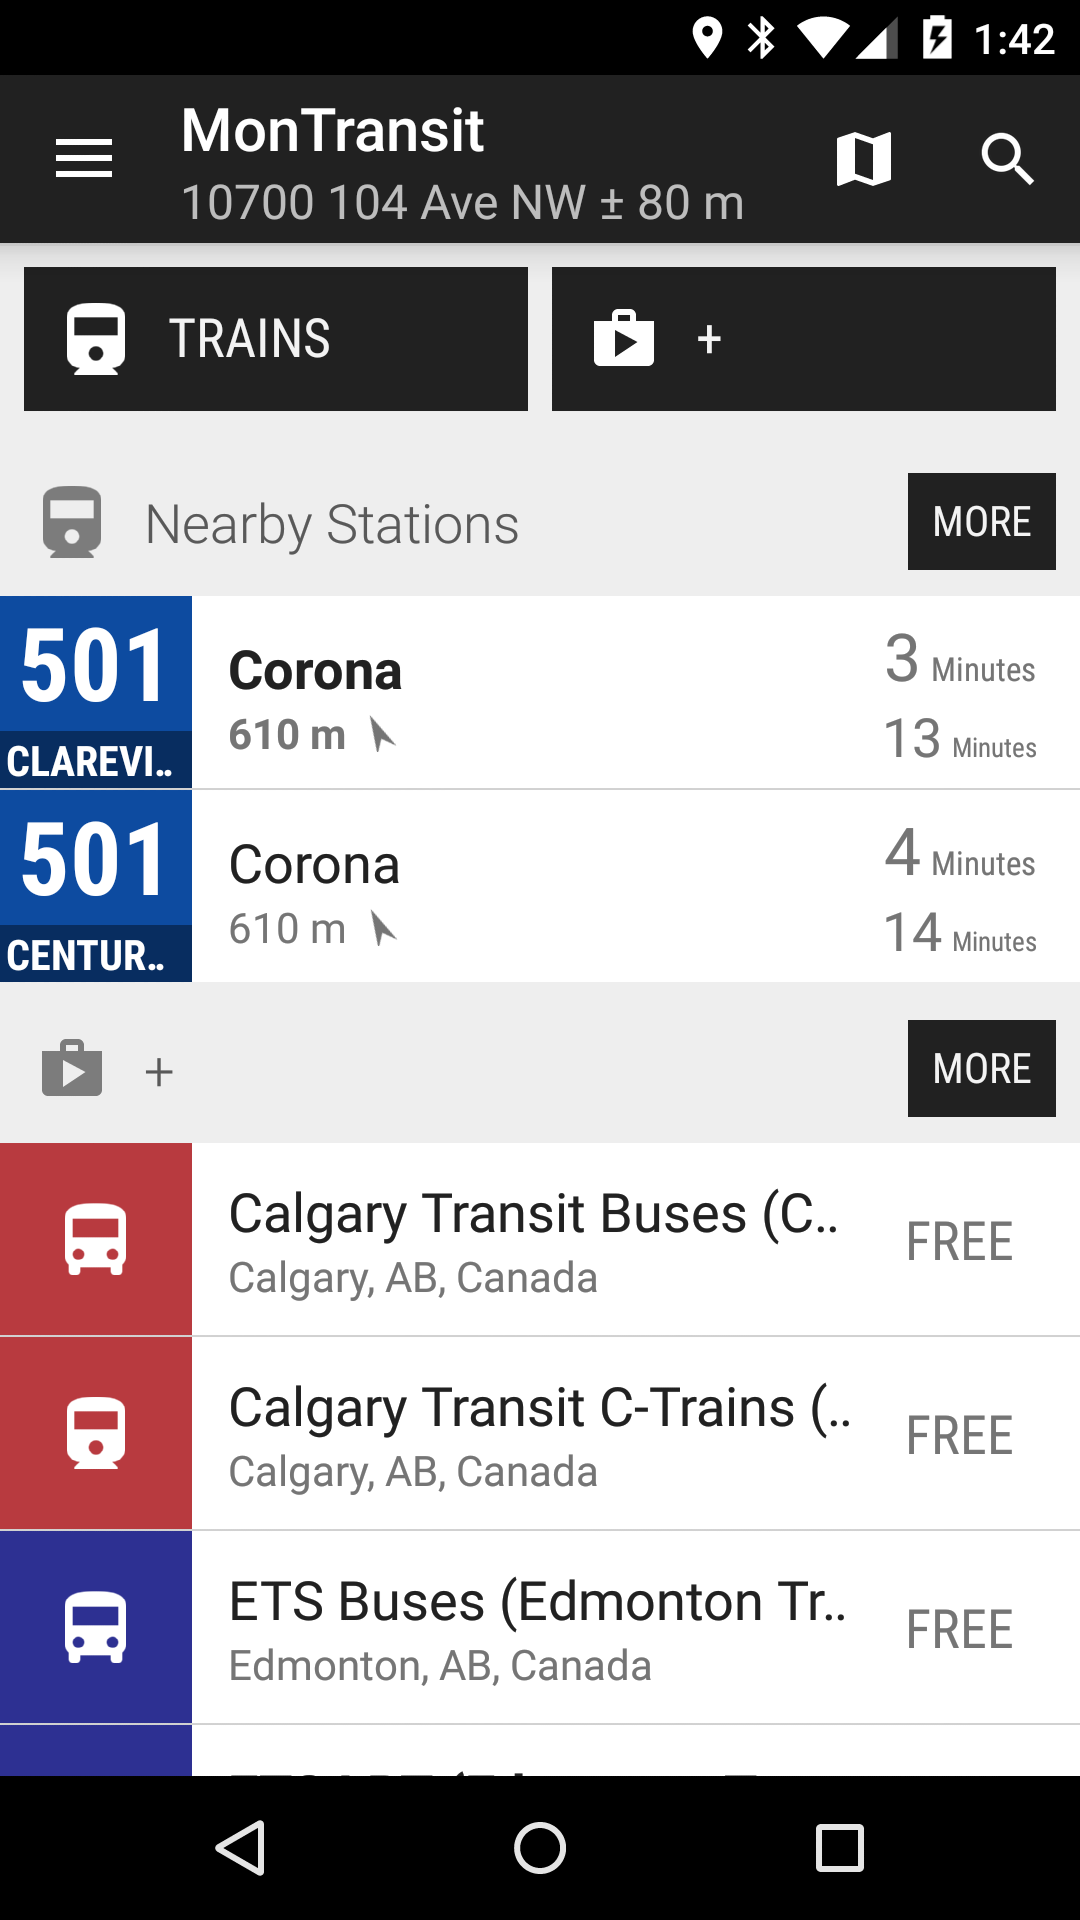 1:42
MonTransit
10700 104 Ave NW ± 80 m
TRAINS
+
Nearby Stations
MORE
501
CLAREVI..
Corona
610 m
3 Minutes
13 Minutes
501
CENTUR..
Corona
610 m
4 Minutes
14 Minutes
+
MORE
Calgary Transit Buses (C..
Calgary, AB, Canada
FREE
Calgary Transit C-Trains (..
Calgary, AB, Canada
FREE
ETS Buses (Edmonton Tr..
Edmonton, AB, Canada
FREE